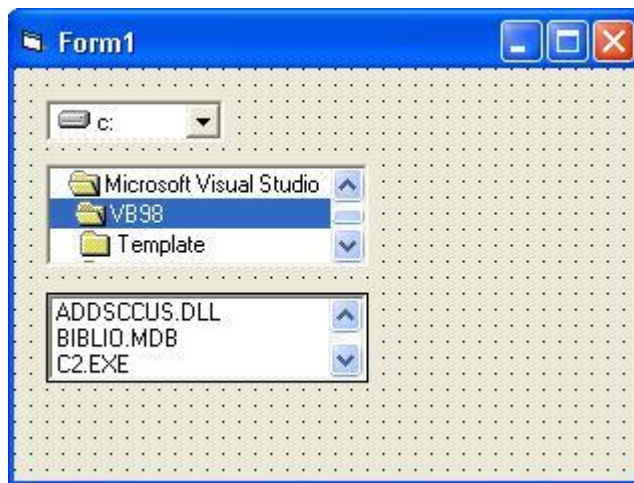 Form1
c:
Microsoft Visual Studio
VB98
Template
ADDSCCUS.DLL
BIBLIO.MDB
C2.EXE